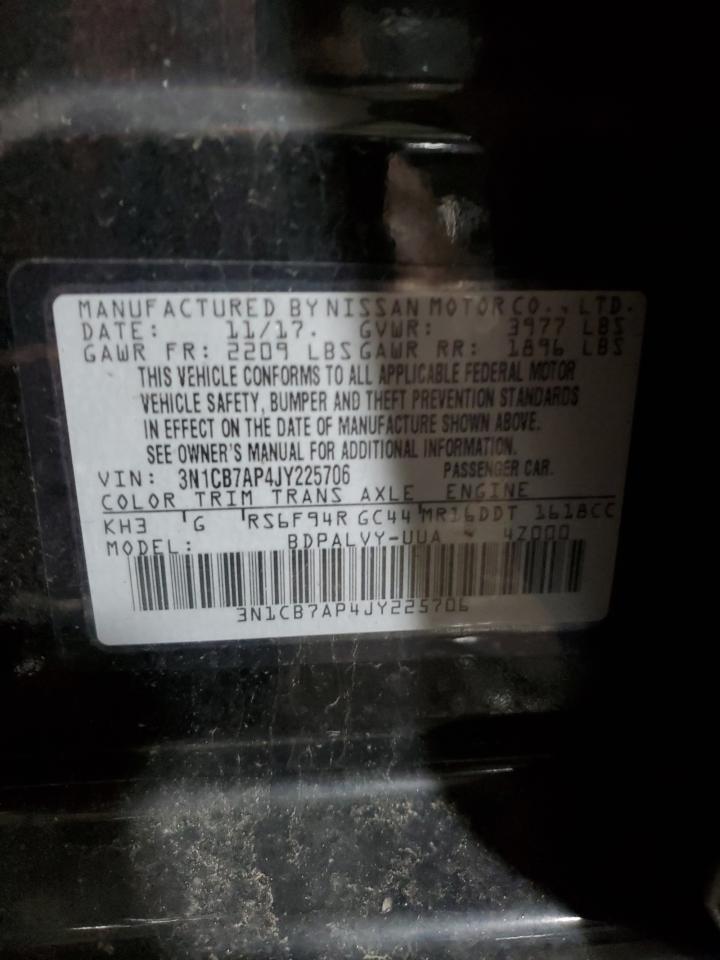 MANUFACTURED BY NISSAN MOTOR CO., LTD.
DATE: 11/17. GVWR: 3977 LBS
GAWR FR: 2209 LBS GAWR RR: 1896 LBS
THIS VEHICLE CONFORMS TO ALL APPLICABLE FEDERAL MOTOR
VEHICLE SAFETY, BUMPER AND THEFT PREVENTION STANDARDS
IN EFFECT ON THE DATE OF MANUFACTURE SHOWN ABOVE.
SEE OWNER'S MANUAL FOR ADDITIONAL INFORMATION.
VIN: 3N1CB7AP4JY225706 PASSENGER CAR.
COLOR TRIM TRANS AXLE ENGINE
KH3 G RS6F94R GC44 MR16DDT 1618CC
MODEL: BDPALVY-UUA 4Z000
3N1CB7AP4JY225706